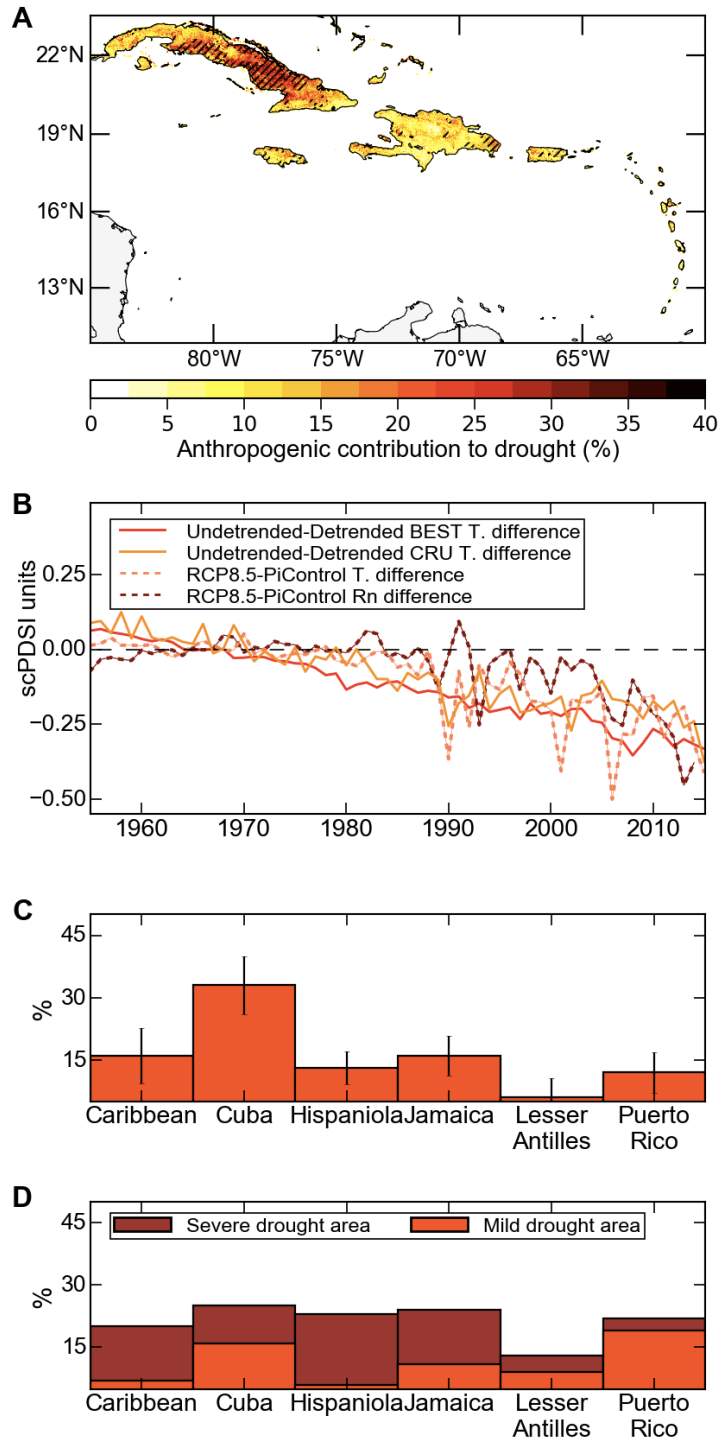 A
22°N
19°N
16°N
13°N
80°W 75°W 70°W 65°W
0 5 10 15 20 25 30 35 40
Anthropogenic contribution to drought (%)
B
Undetrended-Detrended BEST T. difference
Undetrended-Detrended CRU T. difference
RCP8.5-PiControl T. difference
RCP8.5-PiControl Rn difference
scPDSI units
0.25
0.00
−0.25
−0.50
1960 1970 1980 1990 2000 2010
C
%
45
30
15
Caribbean Cuba Hispaniola Jamaica Lesser Antilles Puerto Rico
D
Severe drought area Mild drought area
%
45
30
15
Caribbean Cuba Hispaniola Jamaica Lesser Antilles Puerto Rico